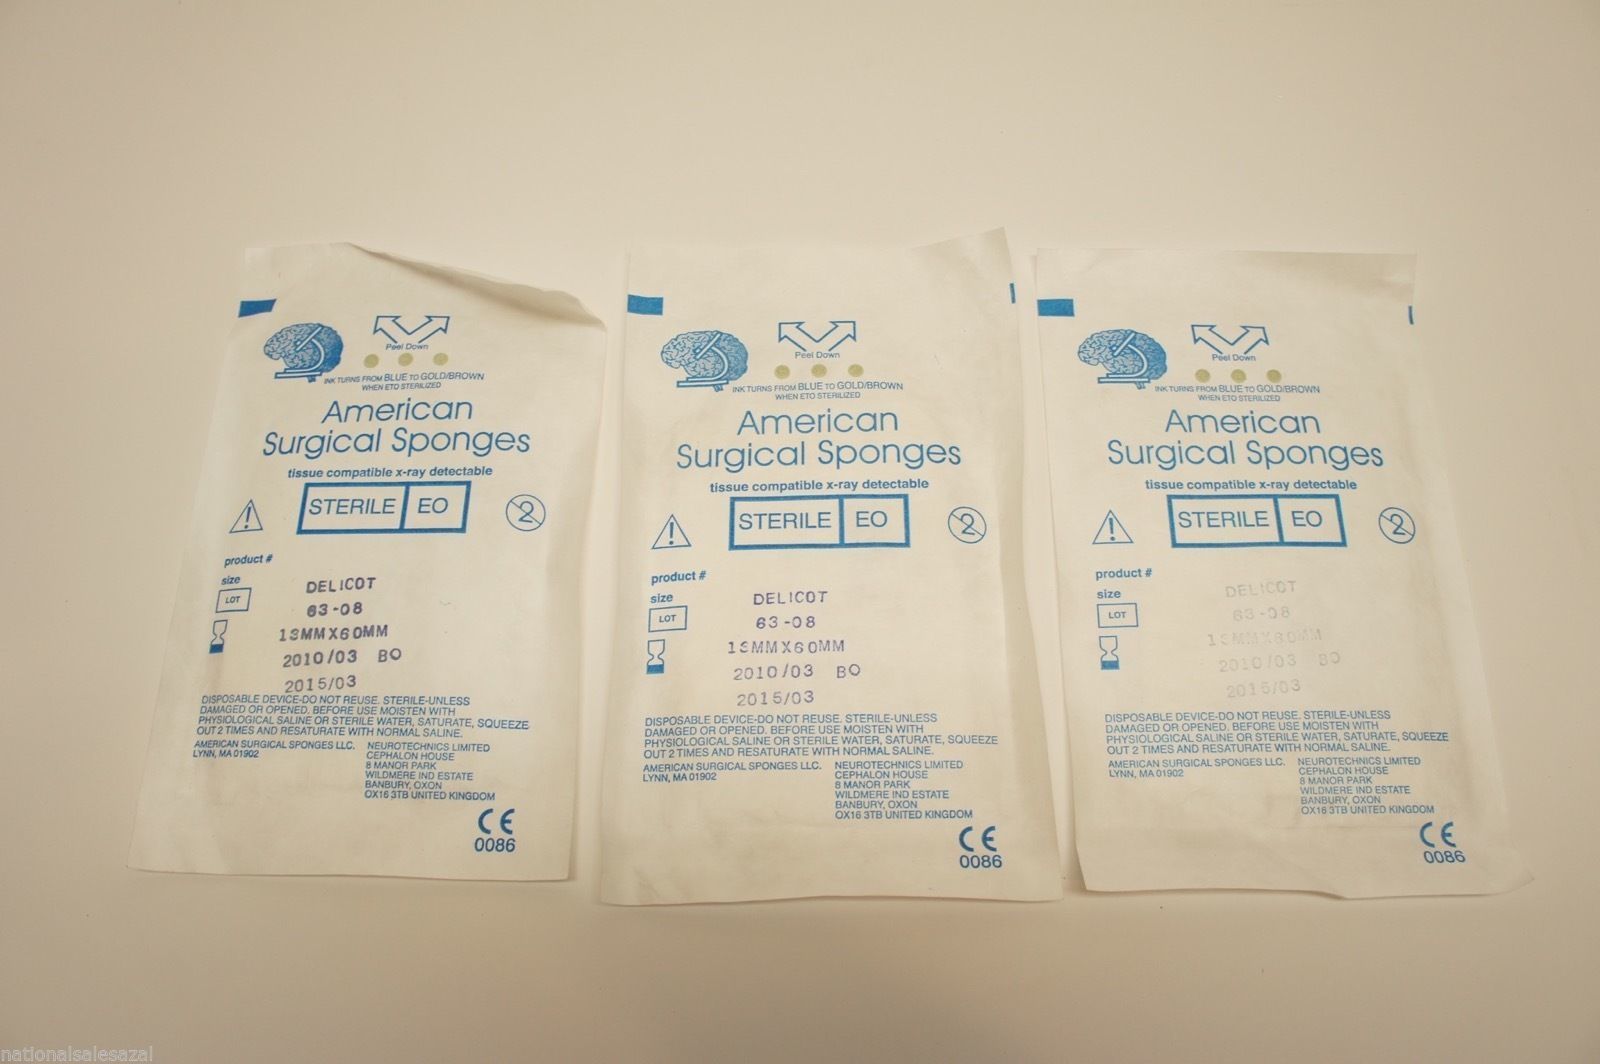 Peel Down
INK TURNS FROM BLUE TO GOLD/BROWN
WHEN ETO STERILIZED
American
Surgical Sponges
tissue compatible x-ray detectable
STERILE EO
2
product #
size
LOT
DELICOT
63-08
13MMX60MM
2010/03 BO
2015/03
DISPOSABLE DEVICE-DO NOT REUSE. STERILE-UNLESS
DAMAGED OR OPENED. BEFORE USE MOISTEN WITH
PHYSIOLOGICAL SALINE OR STERILE WATER, SATURATE, SQUEEZE
OUT 2 TIMES AND RESATURATE WITH NORMAL SALINE.
AMERICAN SURGICAL SPONGES LLC.
LYNN, MA 01902
NEUROTECHNICS LIMITED
CEPHALON HOUSE
8 MANOR PARK
WILDMERE IND ESTATE
BANBURY, OXON
OX16 3TB UNITED KINGDOM
CE
0086
Peel Down
INK TURNS FROM BLUE TO GOLD/BROWN
WHEN ETO STERILIZED
American
Surgical Sponges
tissue compatible x-ray detectable
STERILE EO
2
product #
size
LOT
DELICOT
63-08
13MMX60MM
2010/03 BO
2015/03
DISPOSABLE DEVICE-DO NOT REUSE. STERILE-UNLESS
DAMAGED OR OPENED. BEFORE USE MOISTEN WITH
PHYSIOLOGICAL SALINE OR STERILE WATER, SATURATE, SQUEEZE
OUT 2 TIMES AND RESATURATE WITH NORMAL SALINE.
AMERICAN SURGICAL SPONGES LLC.
LYNN, MA 01902
NEUROTECHNICS LIMITED
CEPHALON HOUSE
8 MANOR PARK
WILDMERE IND ESTATE
BANBURY, OXON
OX16 3TB UNITED KINGDOM
CE
0086
Peel Down
INK TURNS FROM BLUE TO GOLD/BROWN
WHEN ETO STERILIZED
American
Surgical Sponges
tissue compatible x-ray detectable
STERILE EO
2
product #
size
LOT
DELICOT
63-08
13MMX60MM
2010/03 BO
2015/03
DISPOSABLE DEVICE-DO NOT REUSE. STERILE-UNLESS
DAMAGED OR OPENED. BEFORE USE MOISTEN WITH
PHYSIOLOGICAL SALINE OR STERILE WATER, SATURATE, SQUEEZE
OUT 2 TIMES AND RESATURATE WITH NORMAL SALINE.
AMERICAN SURGICAL SPONGES LLC.
LYNN, MA 01902
NEUROTECHNICS LIMITED
CEPHALON HOUSE
8 MANOR PARK
WILDMERE IND ESTATE
BANBURY, OXON
OX16 3TB UNITED KINGDOM
CE
0086
nationalsalesazal